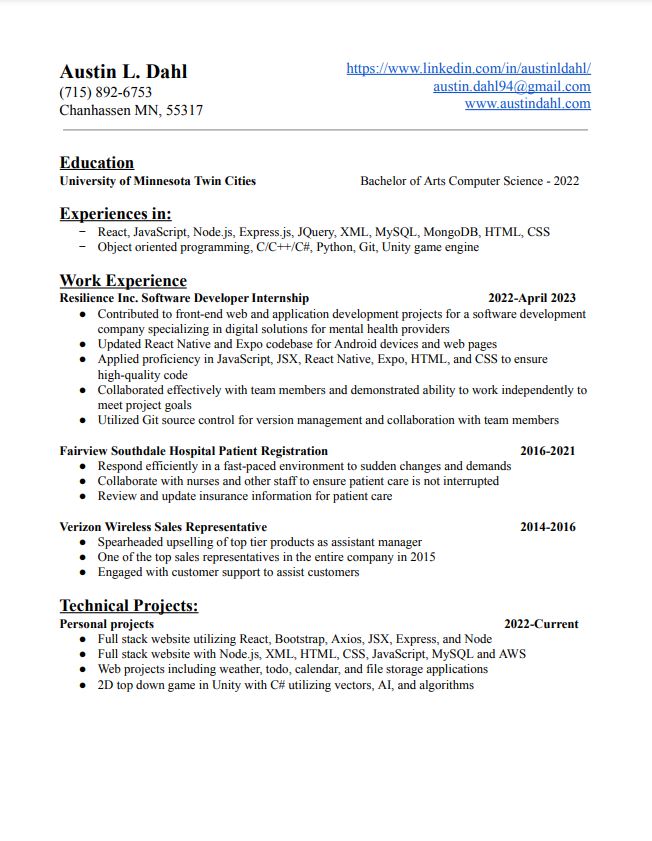 Austin L. Dahl
(715) 892-6753
Chanhassen MN, 55317
https://www.linkedin.com/in/austinldahl/
austin.dahl94@gmail.com
www.austindahl.com
Education
University of Minnesota Twin Cities Bachelor of Arts Computer Science - 2022
Experiences in:
− React, JavaScript, Node.js, Express.js, JQuery, XML, MySQL, MongoDB, HTML, CSS
− Object oriented programming, C/C++/C#, Python, Git, Unity game engine
Work Experience
Resilience Inc. Software Developer Internship 2022-April 2023
● Contributed to front-end web and application development projects for a software development
company specializing in digital solutions for mental health providers
● Updated React Native and Expo codebase for Android devices and web pages
● Applied proficiency in JavaScript, JSX, React Native, Expo, HTML, and CSS to ensure
high-quality code
● Collaborated effectively with team members and demonstrated ability to work independently to
meet project goals
● Utilized Git source control for version management and collaboration with team members
Fairview Southdale Hospital Patient Registration 2016-2021
● Respond efficiently in a fast-paced environment to sudden changes and demands
● Collaborate with nurses and other staff to ensure patient care is not interrupted
● Review and update insurance information for patient care
Verizon Wireless Sales Representative 2014-2016
● Spearheaded upselling of top tier products as assistant manager
● One of the top sales representatives in the entire company in 2015
● Engaged with customer support to assist customers
Technical Projects:
Personal projects 2022-Current
● Full stack website utilizing React, Bootstrap, Axios, JSX, Express, and Node
● Full stack website with Node.js, XML, HTML, CSS, JavaScript, MySQL and AWS
● Web projects including weather, todo, calendar, and file storage applications
● 2D top down game in Unity with C# utilizing vectors, AI, and algorithms